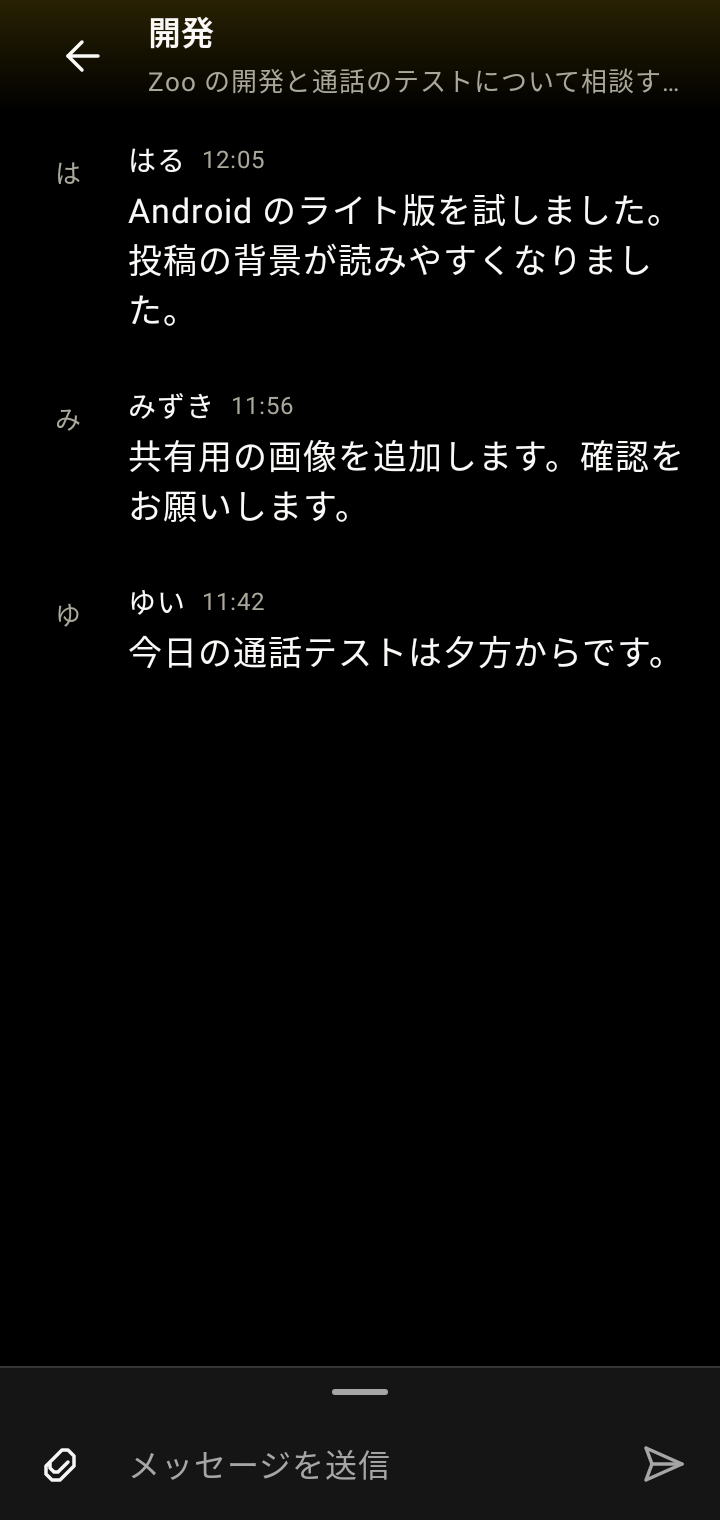 開発
Zoo の開発と通話のテストについて相談す…
は
はる 12:05
Android のライト版を試しました。
投稿の背景が読みやすくなりまし
た。
み
みずき 11:56
共有用の画像を追加します。確認を
お願いします。
ゆ
ゆい 11:42
今日の通話テストは夕方からです。
メッセージを送信